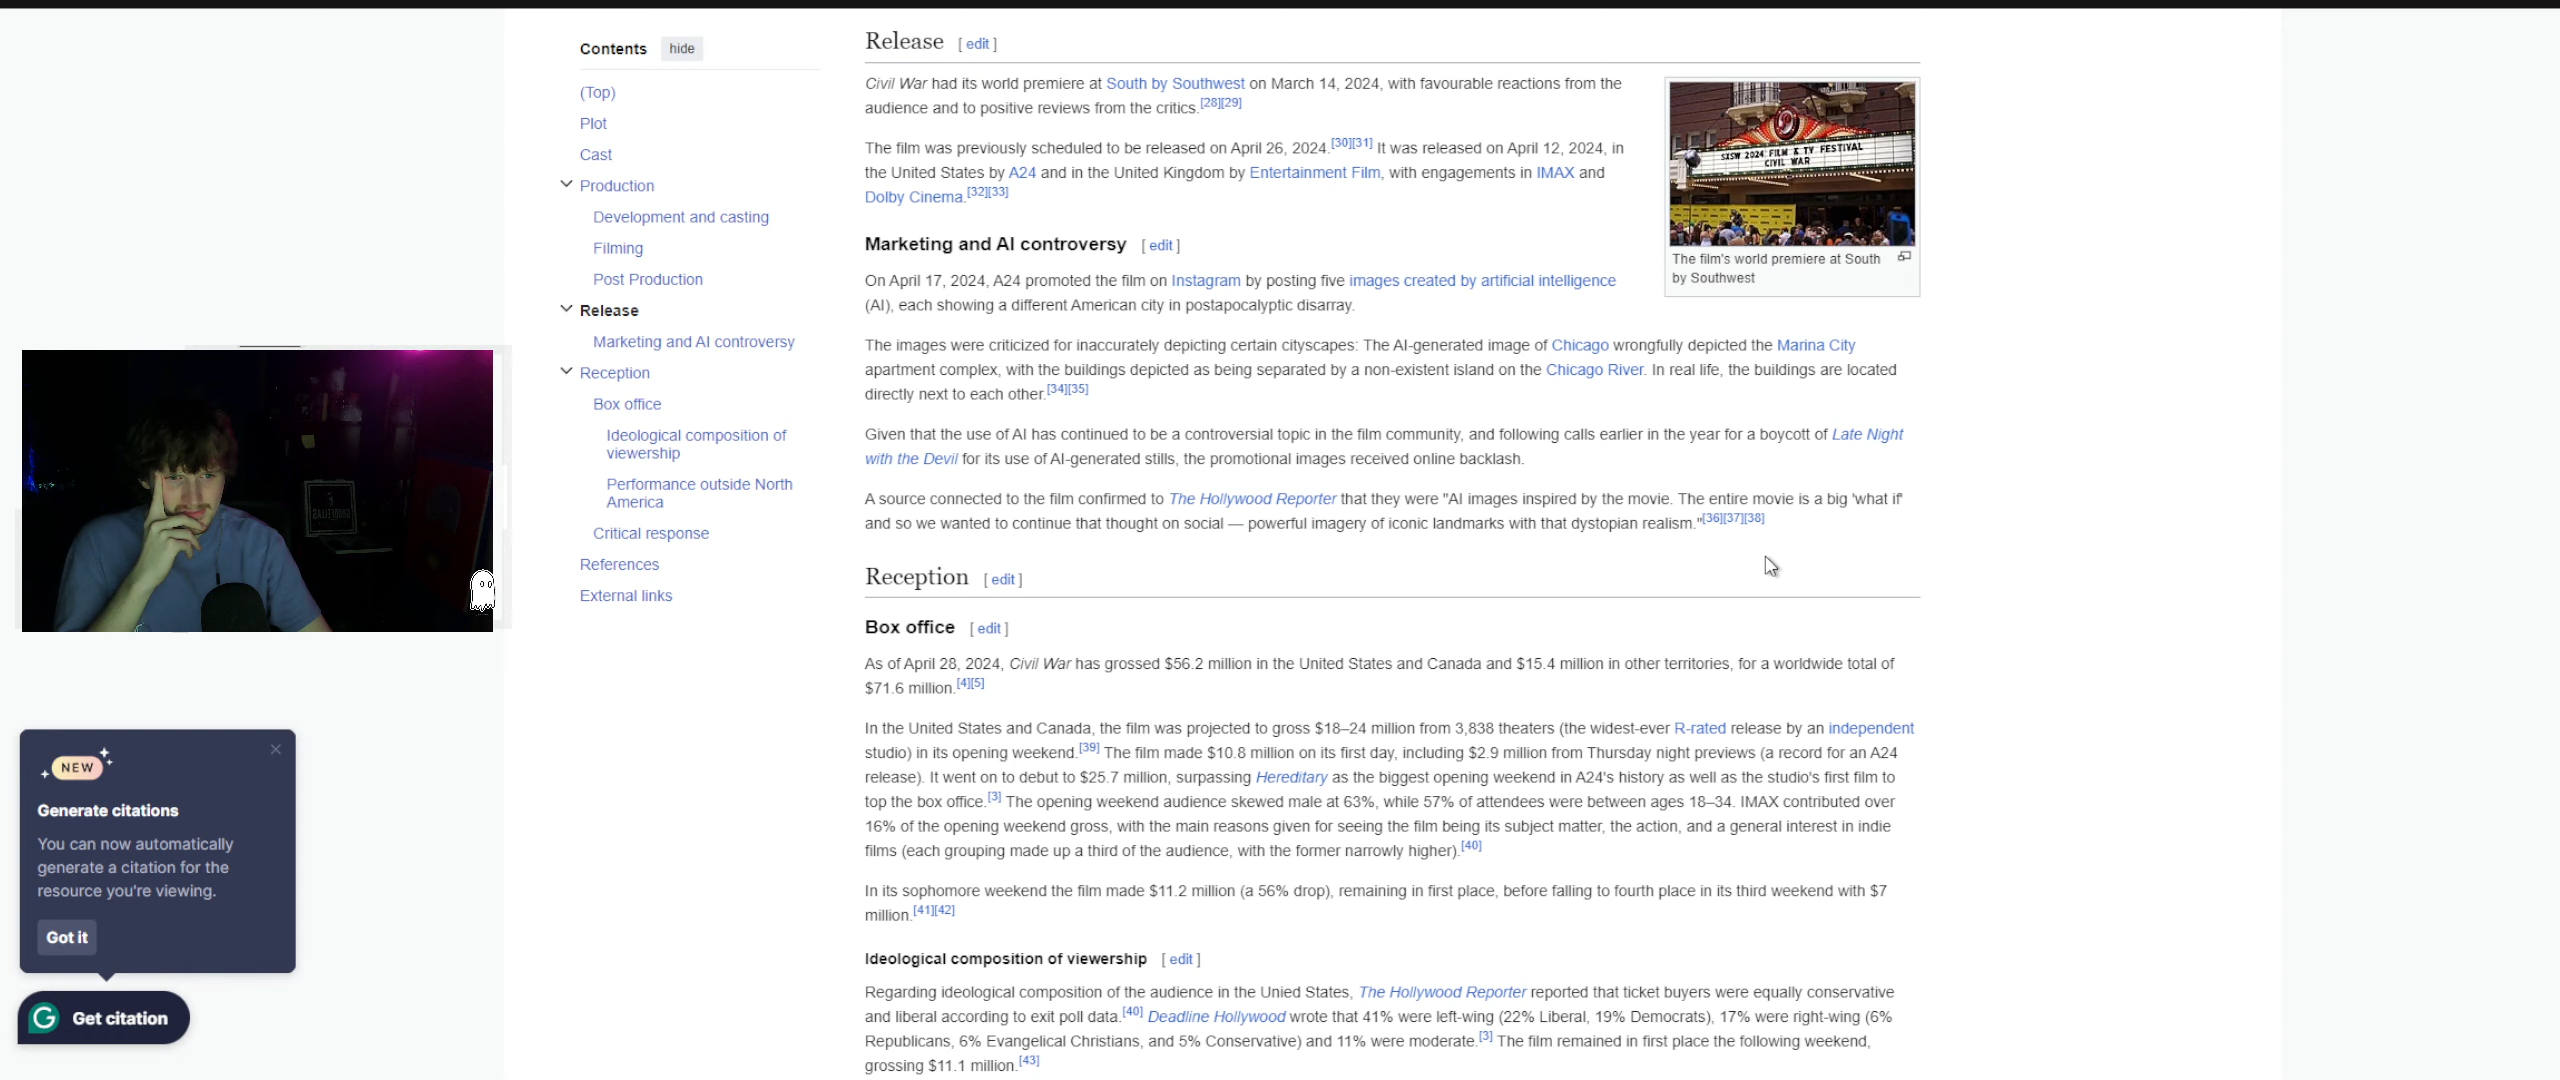 Contents hide
(Top)
Plot
Cast
Production
Development and casting
Filming
Post Production
Release
Marketing and AI controversy
Reception
Box office
Ideological composition of
viewership
Performance outside North
America
Critical response
References
External links
NEW
Generate citations
You can now automatically
generate a citation for the
resource you're viewing.
Got it
Get citation
Release [ edit ]
Civil War had its world premiere at South by Southwest on March 14, 2024, with favourable reactions from the
audience and to positive reviews from the critics.[28][29]
The film was previously scheduled to be released on April 26, 2024.[30][31] It was released on April 12, 2024, in
the United States by A24 and in the United Kingdom by Entertainment Film, with engagements in IMAX and
Dolby Cinema.[32][33]
SXSW 2024 FILM & TV FESTIVAL
CIVIL WAR
The film's world premiere at South
by Southwest
Marketing and AI controversy [ edit ]
On April 17, 2024, A24 promoted the film on Instagram by posting five images created by artificial intelligence
(AI), each showing a different American city in postapocalyptic disarray.
The images were criticized for inaccurately depicting certain cityscapes: The AI-generated image of Chicago wrongfully depicted the Marina City
apartment complex, with the buildings depicted as being separated by a non-existent island on the Chicago River. In real life, the buildings are located
directly next to each other.[34][35]
Given that the use of AI has continued to be a controversial topic in the film community, and following calls earlier in the year for a boycott of Late Night
with the Devil for its use of AI-generated stills, the promotional images received online backlash.
A source connected to the film confirmed to The Hollywood Reporter that they were "AI images inspired by the movie. The entire movie is a big 'what if'
and so we wanted to continue that thought on social — powerful imagery of iconic landmarks with that dystopian realism."[36][37][38]
Reception [ edit ]
Box office [ edit ]
As of April 28, 2024, Civil War has grossed $56.2 million in the United States and Canada and $15.4 million in other territories, for a worldwide total of
$71.6 million.[4][5]
In the United States and Canada, the film was projected to gross $18–24 million from 3,838 theaters (the widest-ever R-rated release by an independent
studio) in its opening weekend.[39] The film made $10.8 million on its first day, including $2.9 million from Thursday night previews (a record for an A24
release). It went on to debut to $25.7 million, surpassing Hereditary as the biggest opening weekend in A24's history as well as the studio's first film to
top the box office.[3] The opening weekend audience skewed male at 63%, while 57% of attendees were between ages 18–34. IMAX contributed over
16% of the opening weekend gross, with the main reasons given for seeing the film being its subject matter, the action, and a general interest in indie
films (each grouping made up a third of the audience, with the former narrowly higher).[40]
In its sophomore weekend the film made $11.2 million (a 56% drop), remaining in first place, before falling to fourth place in its third weekend with $7
million.[41][42]
Ideological composition of viewership [ edit ]
Regarding ideological composition of the audience in the Unied States, The Hollywood Reporter reported that ticket buyers were equally conservative
and liberal according to exit poll data.[40] Deadline Hollywood wrote that 41% were left-wing (22% Liberal, 19% Democrats), 17% were right-wing (6%
Republicans, 6% Evangelical Christians, and 5% Conservative) and 11% were moderate.[3] The film remained in first place the following weekend,
grossing $11.1 million.[43]